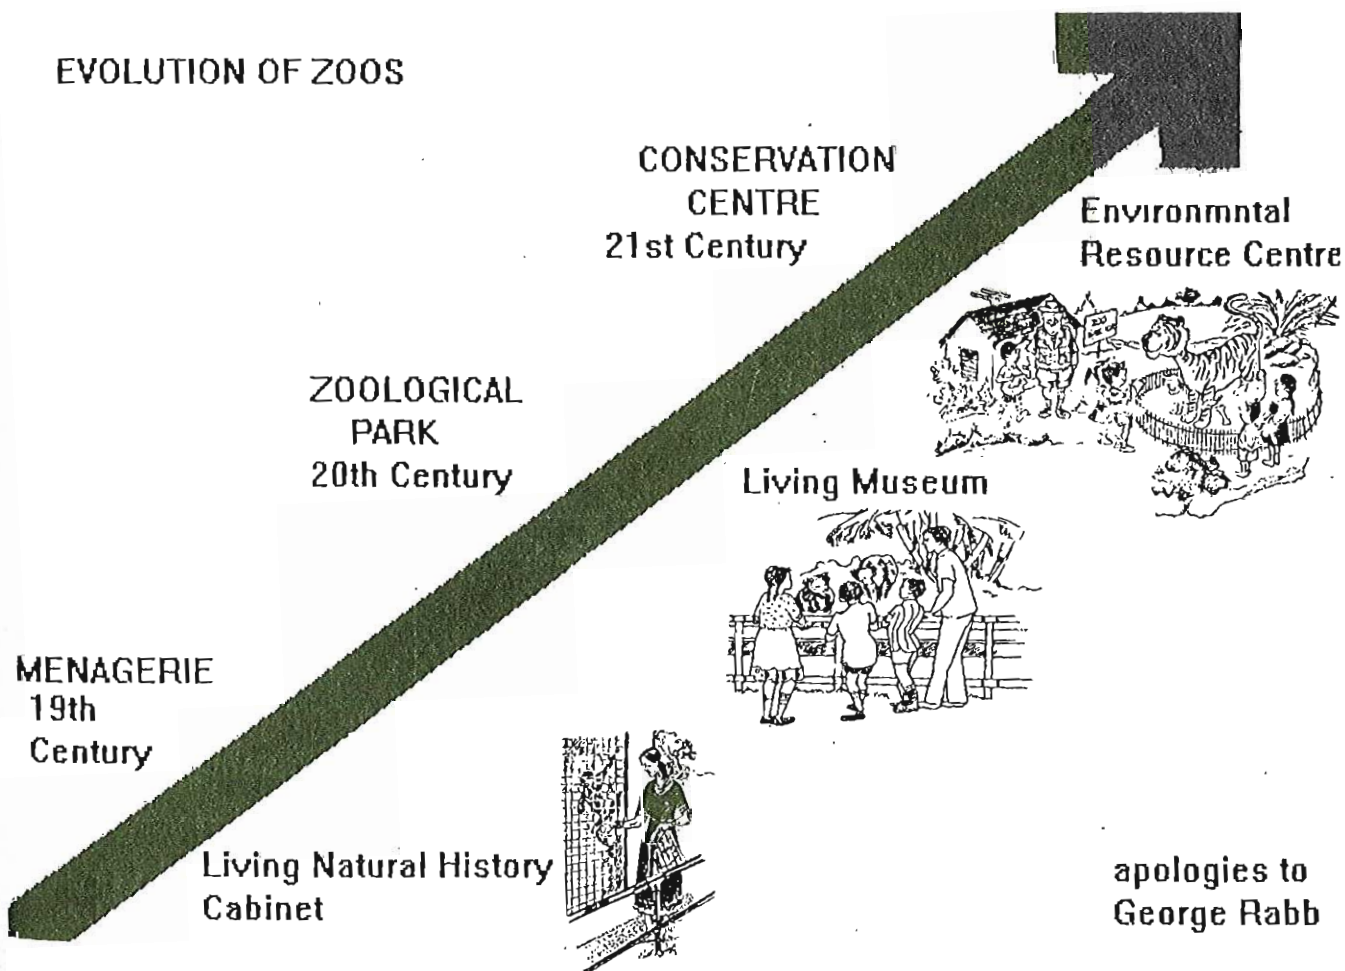 EVOLUTION OF ZOOS
CONSERVATION
CENTRE
21st Century
Environmntal
Resource Centre
ZOOLOGICAL
PARK
20th Century
Living Museum
MENAGERIE
19th
Century
Living Natural History
Cabinet
apologies to
George Rabb